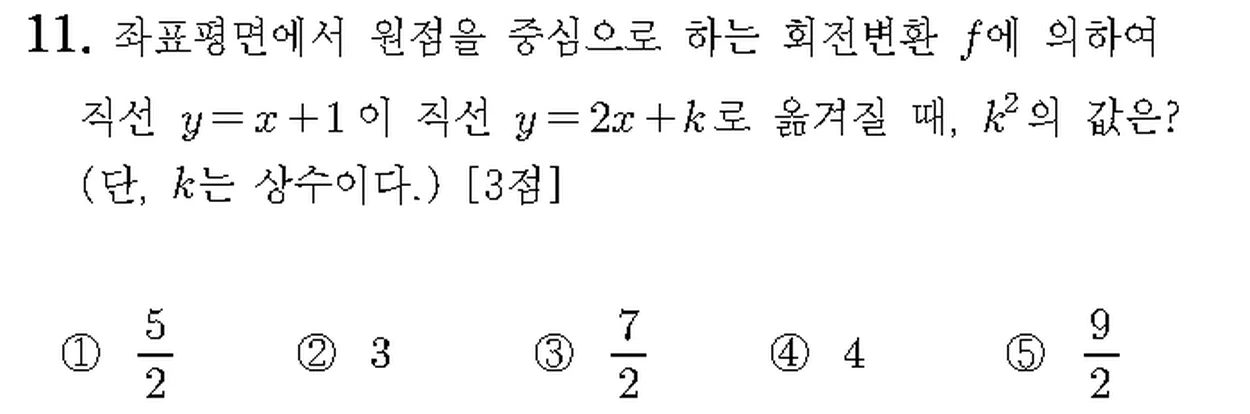 11. 좌표평면에서 원점을 중심으로 하는 회전변환 f에 의하여
직선 y=x+1이 직선 y=2x+k로 옮겨질 때, k²의 값은?
(단, k는 상수이다.) [3점]
① 5/2 ② 3 ③ 7/2 ④ 4 ⑤ 9/2